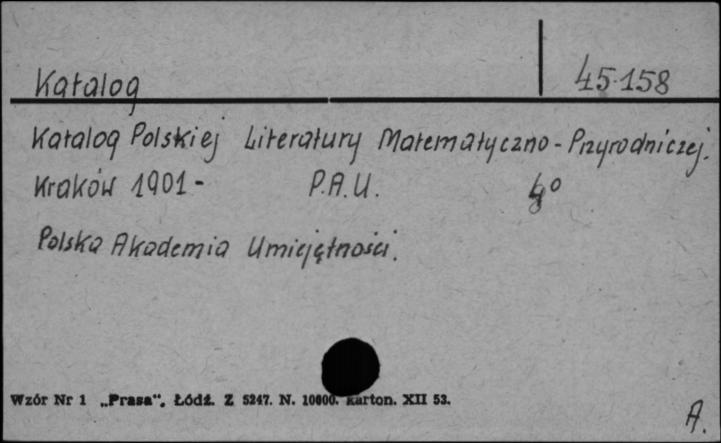 Katalog 45·158
Katalog Polskiej Literatury Matematyczno-Przyrodniczej.
Kraków 1901- P.A.U.
Polska Akademia Umiejętności.
Wzór Nr 1 „Prasa”. Łódź. Z 5247. N. 10000. Karton. XII 53.
A.